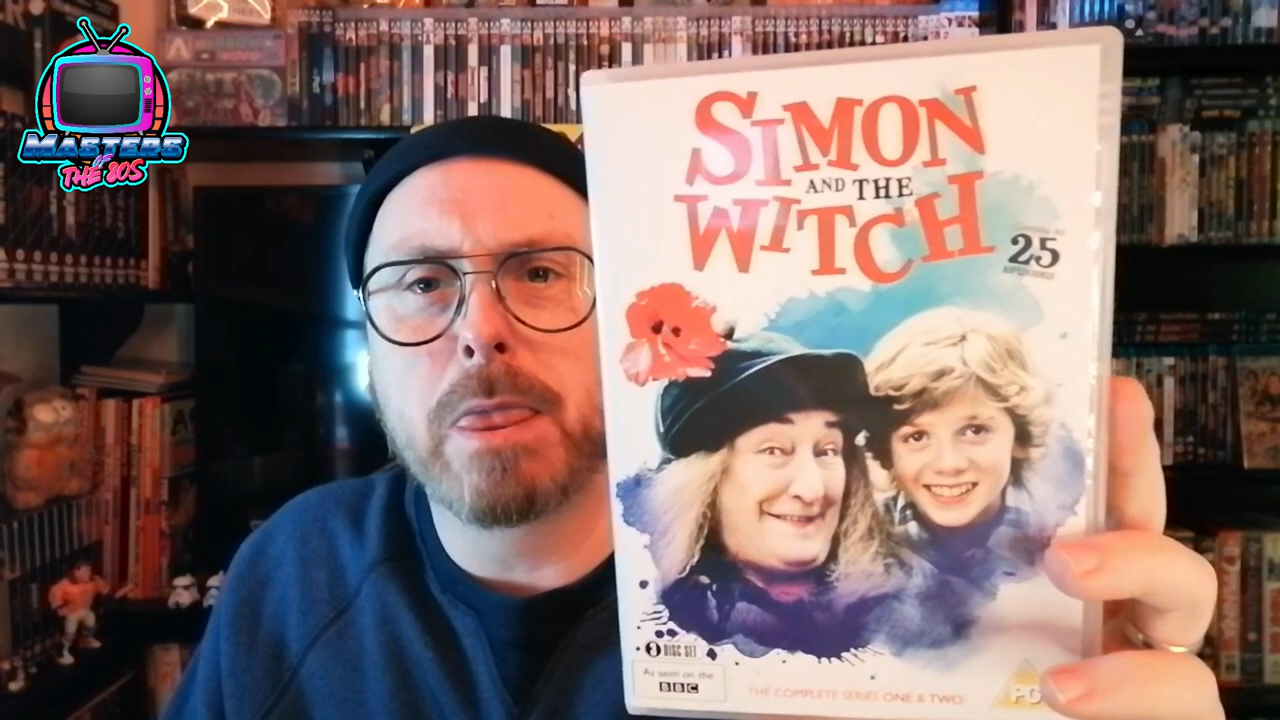 MASTERS
OF
THE 80S
SIMON
AND THE
WITCH
25
3 DISC SET
As seen on the
BBC
THE COMPLETE SERIES ONE & TWO
PG